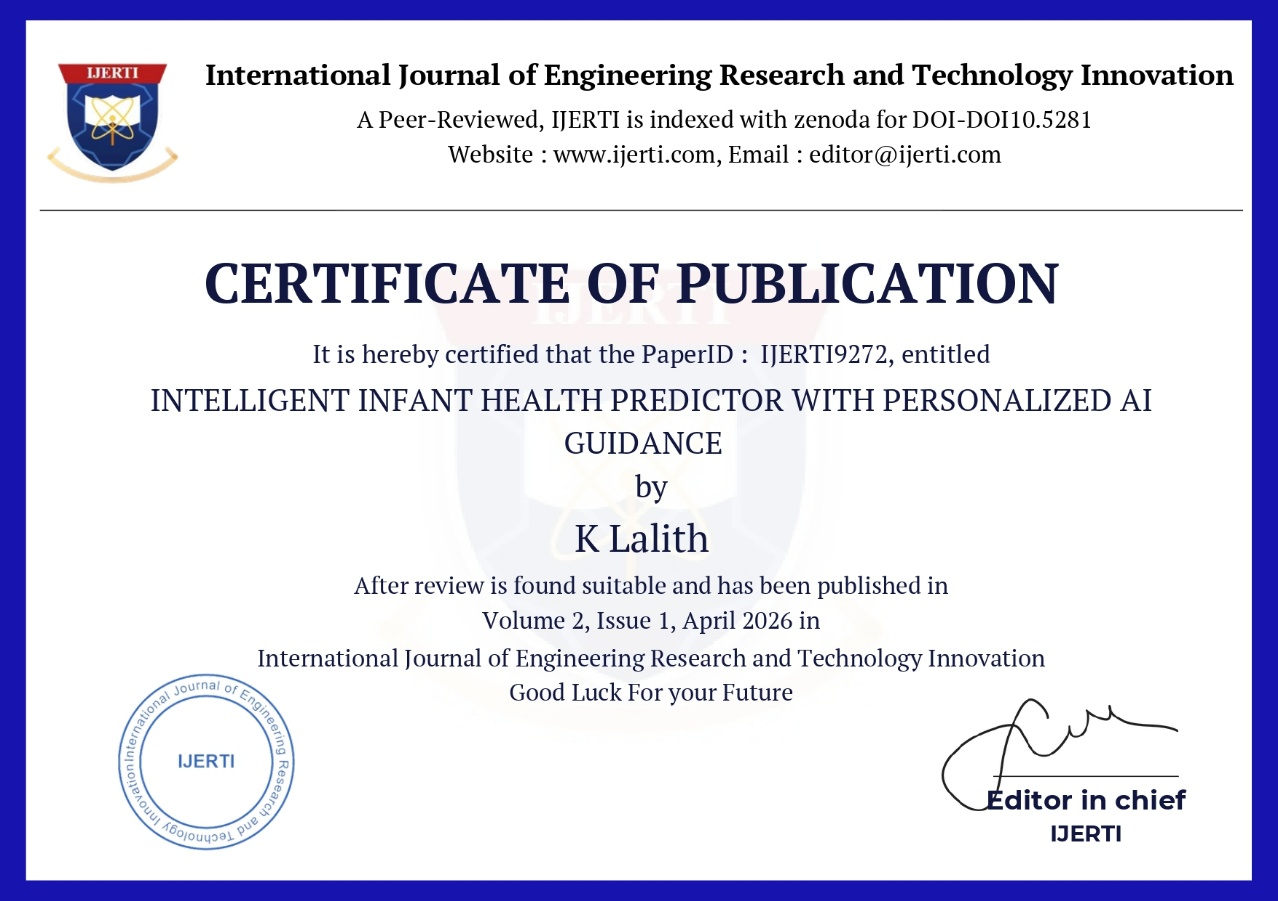 IJERTI
International Journal of Engineering Research and Technology Innovation
A Peer-Reviewed, IJERTI is indexed with zenoda for DOI-DOI10.5281
Website : www.ijerti.com, Email : editor@ijerti.com
CERTIFICATE OF PUBLICATION
IJERTI
It is hereby certified that the PaperID : IJERTI9272, entitled
INTELLIGENT INFANT HEALTH PREDICTOR WITH PERSONALIZED AI
GUIDANCE
by
K Lalith
After review is found suitable and has been published in
Volume 2, Issue 1, April 2026 in
International Journal of Engineering Research and Technology Innovation
Good Luck For your Future
International Journal of Engineering Research and Technology Innovation
IJERTI
Editor in chief
IJERTI